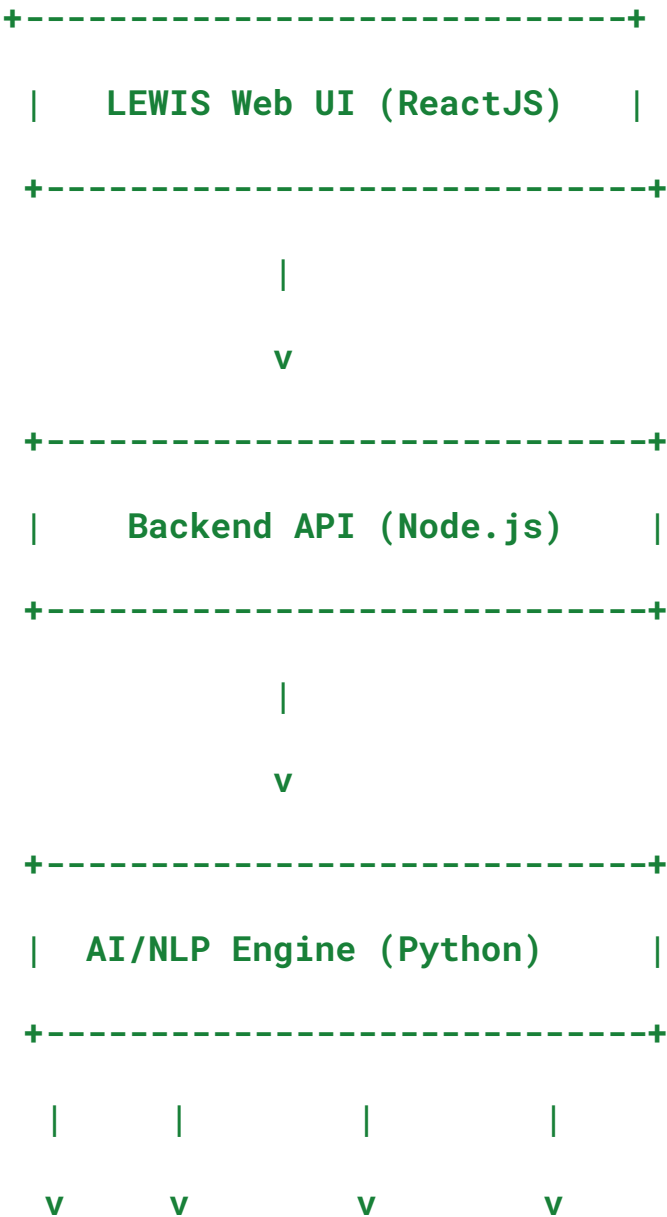 +-----------------------------+
|   LEWIS Web UI (ReactJS)   |
+-----------------------------+
|
v
+-----------------------------+
|    Backend API (Node.js)    |
+-----------------------------+
|
v
+-----------------------------+
|  AI/NLP Engine (Python)     |
+-----------------------------+
|     |        |        |
v     v        v        v